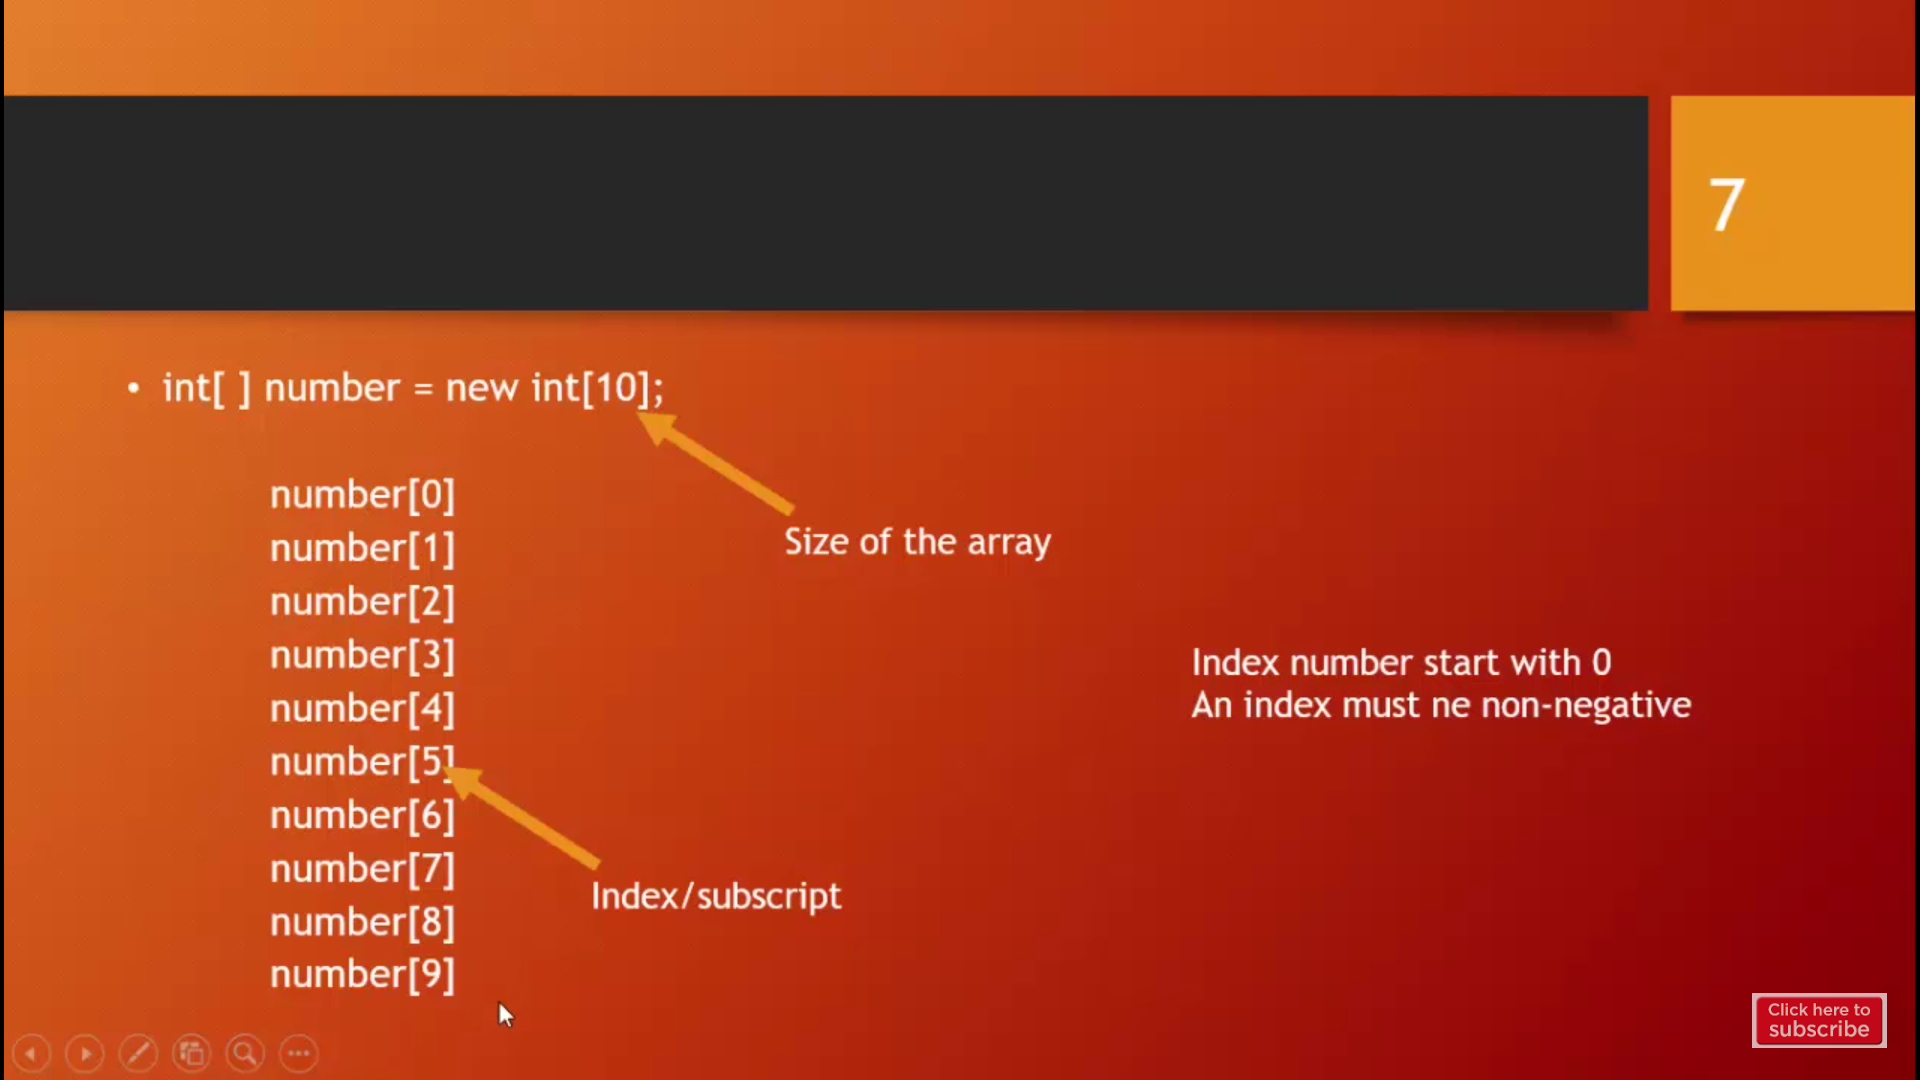 7
• int[ ] number = new int[10];
number[0]
number[1]
number[2]
number[3]
number[4]
number[5]
number[6]
number[7]
number[8]
number[9]
Size of the array
Index/subscript
Index number start with 0
An index must ne non-negative
Click here to
subscribe